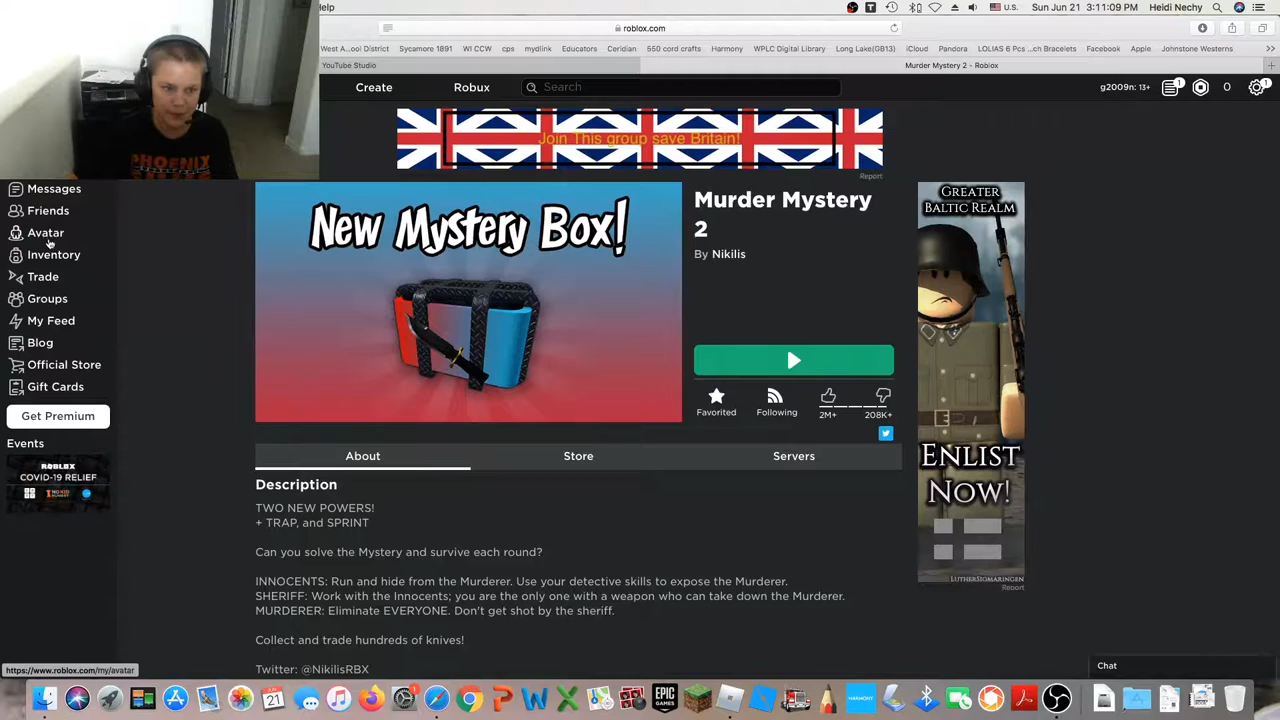 Help
U.S.
Sun Jun 21
3:11:09 PM
Heidi Nechy
roblox.com
West A...ool District
Sycamore 1891
WI CCW
cps
mydlink
Educators
Ceridian
550 cord crafts
Harmony
WPLC Digital Library
Long Lake(GB13)
iCloud
Pandora
LOLIAS 6 Pcs ...ch Bracelets
Facebook
Apple
Johnstone Westerns
YouTube Studio
Murder Mystery 2 - Roblox
Create
Robux
Search
g2009n: 13+
1
0
1
Join This group save Britain!
Report
PHOENIX
Messages
Friends
Avatar
Inventory
Trade
Groups
My Feed
Blog
Official Store
Gift Cards
Get Premium
Events
ROBLOX
COVID-19 RELIEF
New Mystery Box!
Murder Mystery
2
By Nikilis
Favorited
Following
2M+
208K+
GREATER
BALTIC REALM
ENLIST
NOW!
LUTHERSIGMARINGEN
Report
About
Store
Servers
Description
TWO NEW POWERS!
+ TRAP, and SPRINT
Can you solve the Mystery and survive each round?
INNOCENTS: Run and hide from the Murderer. Use your detective skills to expose the Murderer.
SHERIFF: Work with the Innocents; you are the only one with a weapon who can take down the Murderer.
MURDERER: Eliminate EVERYONE. Don't get shot by the sheriff.
Collect and trade hundreds of knives!
Twitter: @NikilisRBX
https://www.roblox.com/my/avatar
Chat
21
EPIC
GAMES
HARMONY